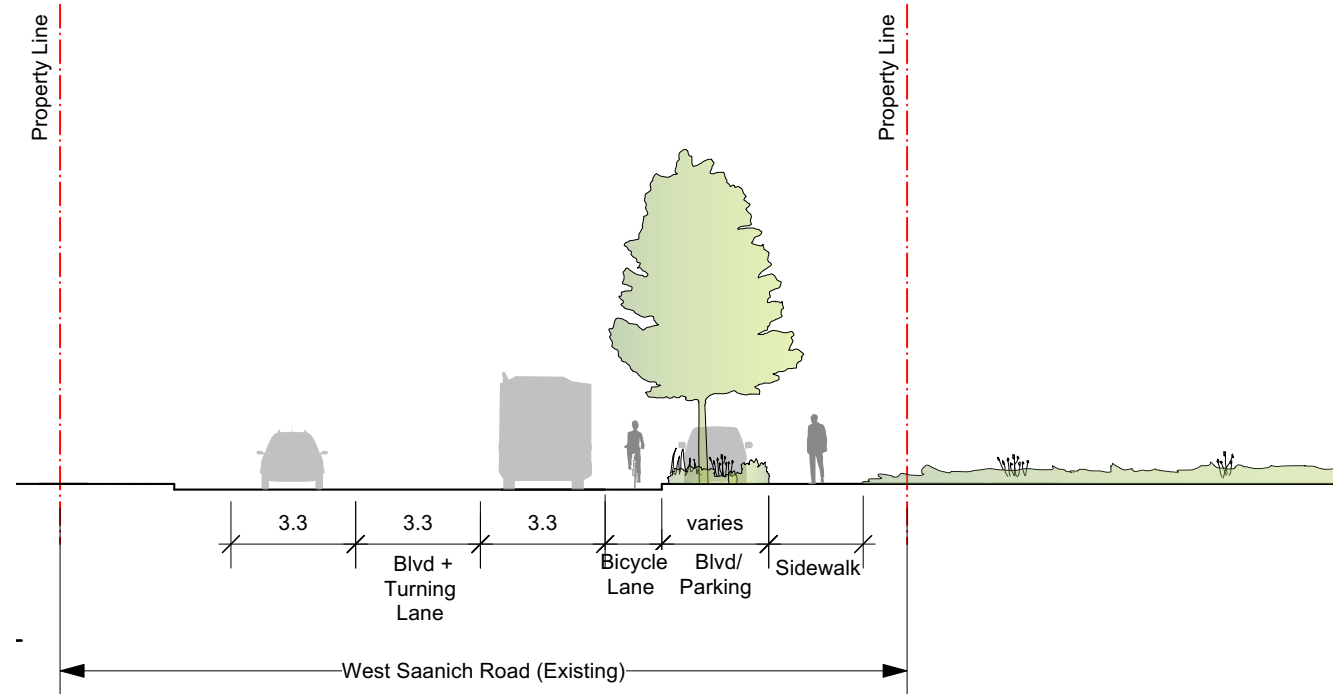 Property Line
Property Line
3.3
3.3
3.3
varies
Blvd +
Turning
Lane
Bicycle
Lane
Blvd/
Parking
Sidewalk
-
West Saanich Road (Existing)